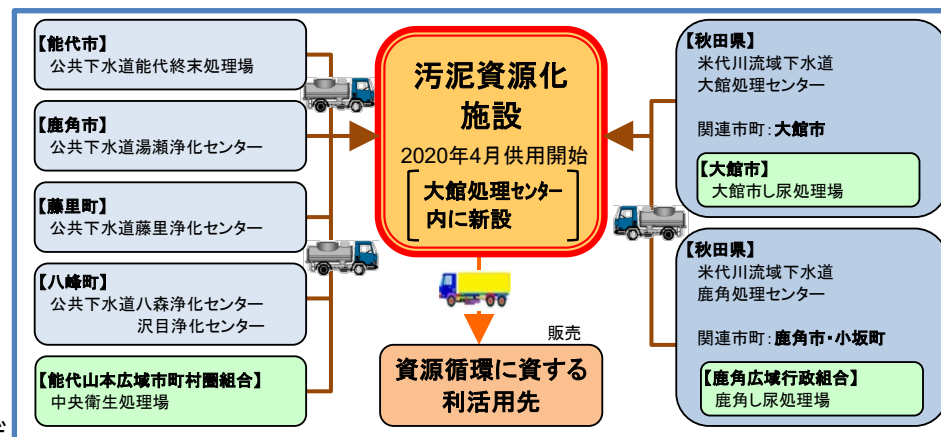 【能代市】
公共下水道能代終末処理場
【鹿角市】
公共下水道湯瀬浄化センター
【藤里町】
公共下水道藤里浄化センター
【八峰町】
公共下水道八森浄化センター
沢目浄化センター
【能代山本広域市町村圏組合】
中央衛生処理場
汚泥資源化
施設
2020年4月供用開始
大館処理センター
内に新設
販売
資源循環に資する
利活用先
【秋田県】
米代川流域下水道
大館処理センター
関連市町:大館市
【大館市】
大館市し尿処理場
【秋田県】
米代川流域下水道
鹿角処理センター
関連市町:鹿角市・小坂町
【鹿角広域行政組合】
鹿角し尿処理場